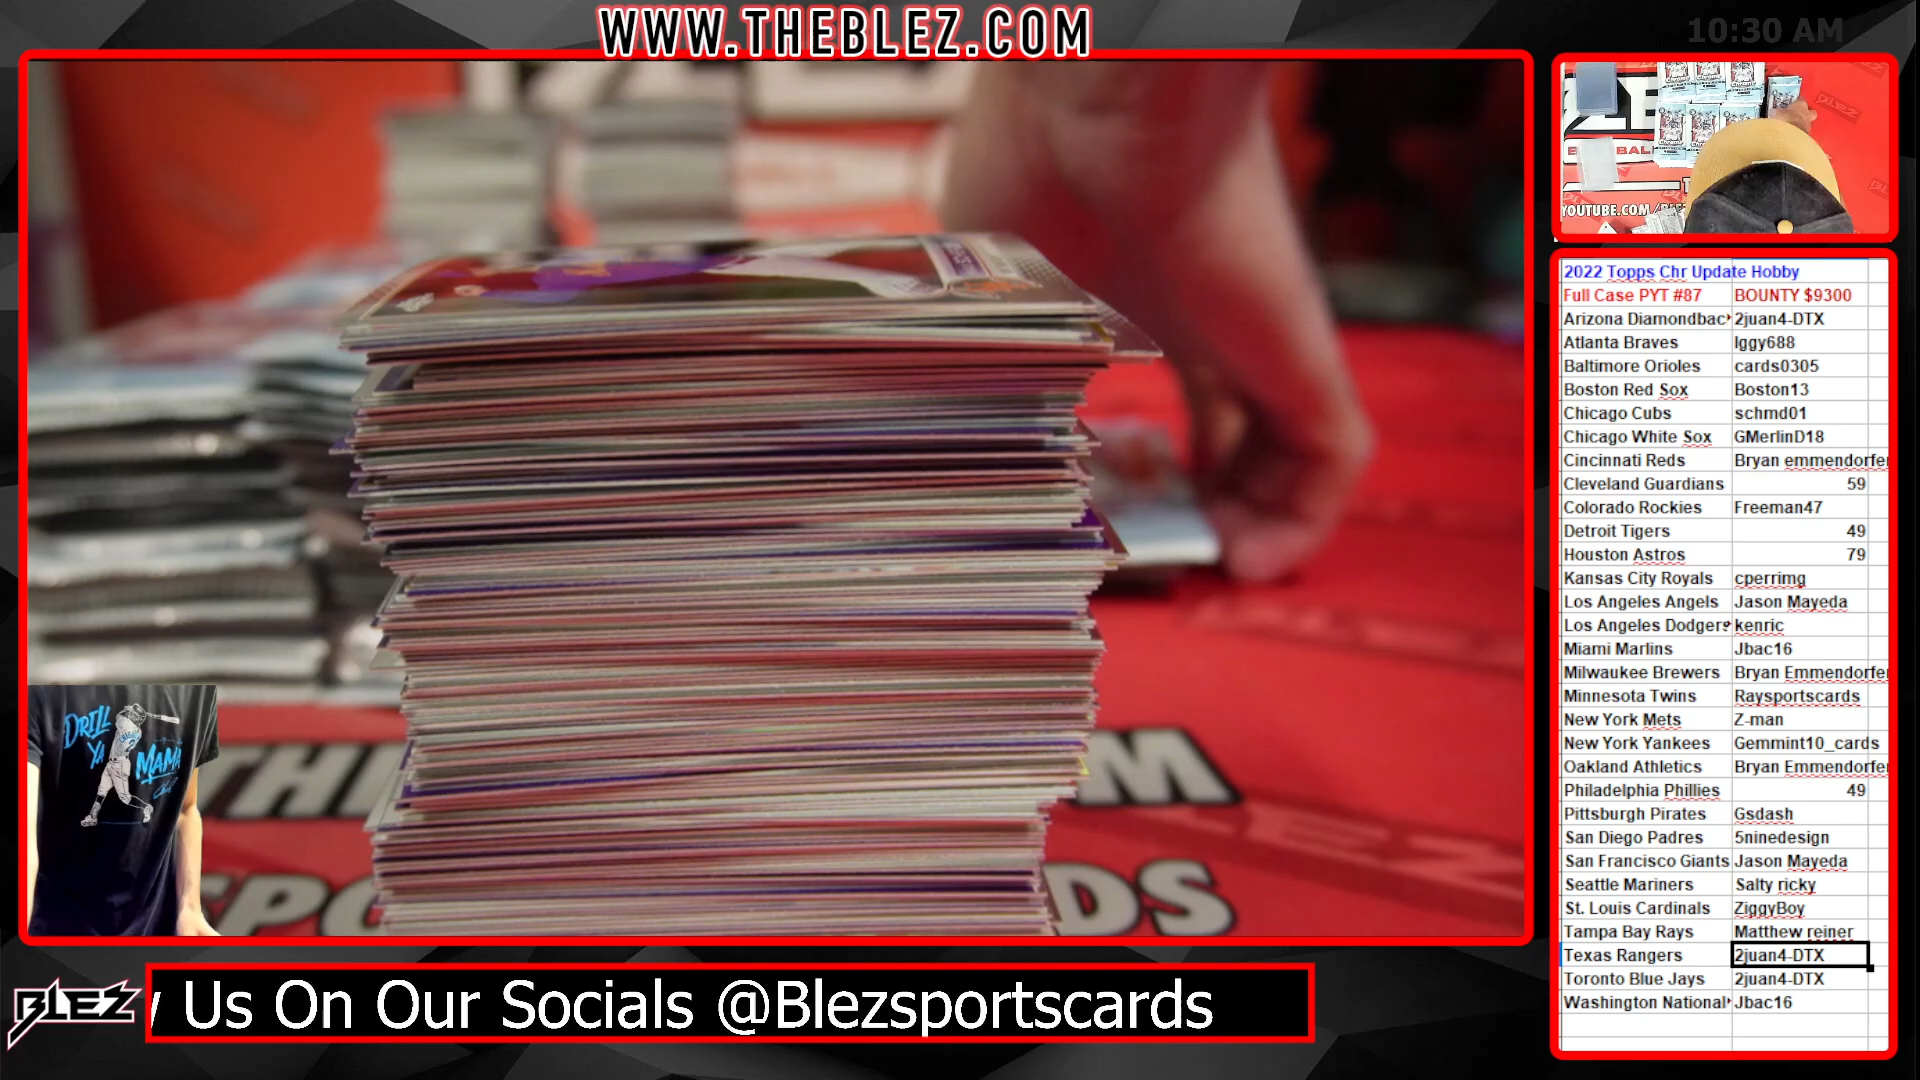 WWW.THEBLEZ.COM
10:30 AM
YOUTUBE.COM
2022 Topps Chr Update Hobby
Full Case PYT #87 BOUNTY $9300
Arizona Diamondbac 2juan4-DTX
Atlanta Braves Iggy688
Baltimore Orioles cards0305
Boston Red Sox Boston13
Chicago Cubs schmd01
Chicago White Sox GMerlinD18
Cincinnati Reds Bryan emmendorfer
Cleveland Guardians 59
Colorado Rockies Freeman47
Detroit Tigers 49
Houston Astros 79
Kansas City Royals cperrimg
Los Angeles Angels Jason Mayeda
Los Angeles Dodgers kenric
Miami Marlins Jbac16
Milwaukee Brewers Bryan Emmendorfer
Minnesota Twins Raysportscards
New York Mets Z-man
New York Yankees Gemmint10_cards
Oakland Athletics Bryan Emmendorfer
Philadelphia Phillies 49
Pittsburgh Pirates Gsdash
San Diego Padres 5ninedesign
San Francisco Giants Jason Mayeda
Seattle Mariners Salty ricky
St. Louis Cardinals ZiggyBoy
Tampa Bay Rays Matthew reiner
Texas Rangers 2juan4-DTX
Toronto Blue Jays 2juan4-DTX
Washington National Jbac16
DRILL
YA
MAMA
BLEZ
Us On Our Socials @Blezsportscards